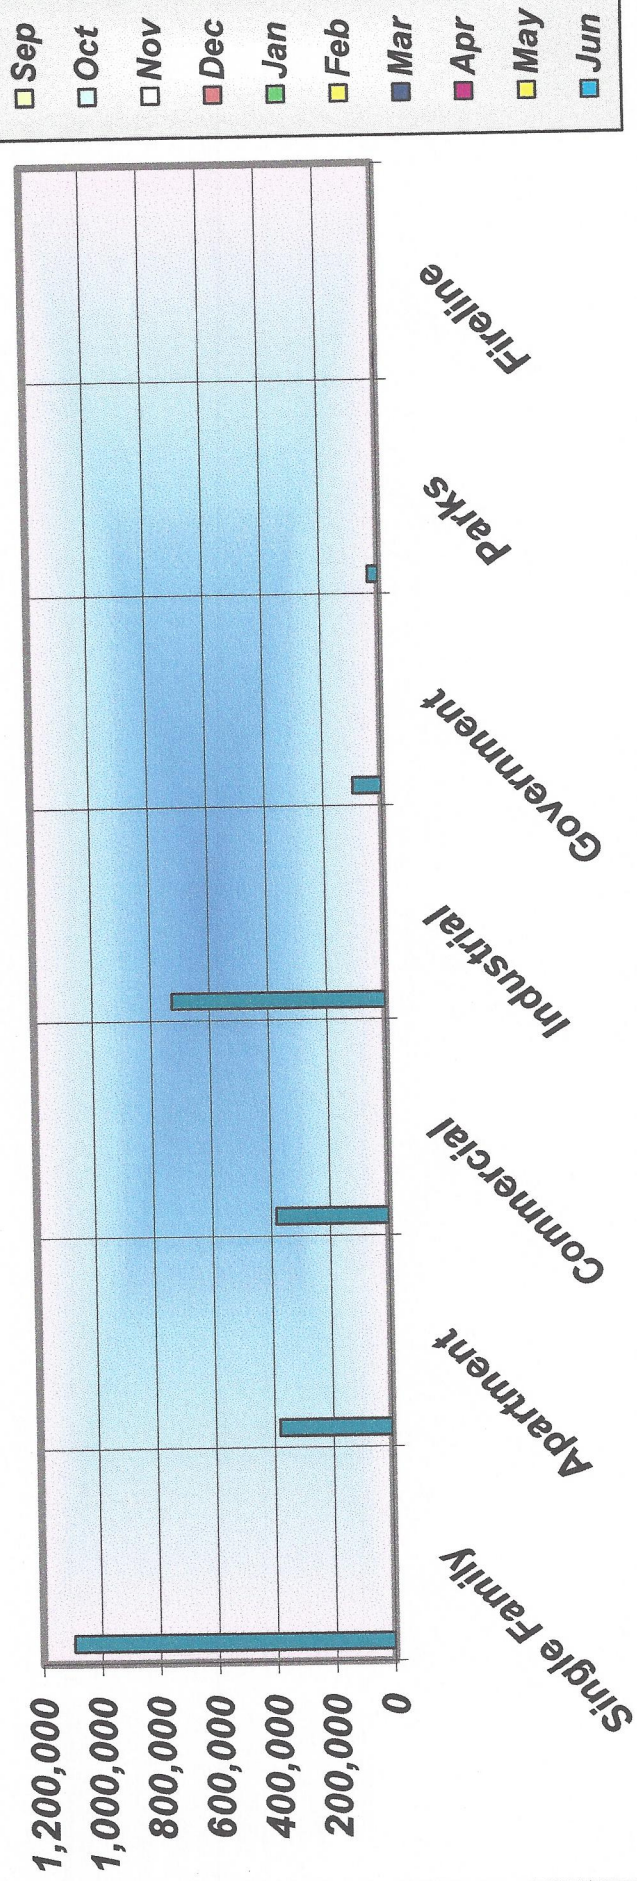 1,200,000
1,000,000
800,000
600,000
400,000
200,000
0
Single Family
Apartment
Commercial
Industrial
Government
Parks
Fireline
Sep
Oct
Nov
Dec
Jan
Feb
Mar
Apr
May
Jun